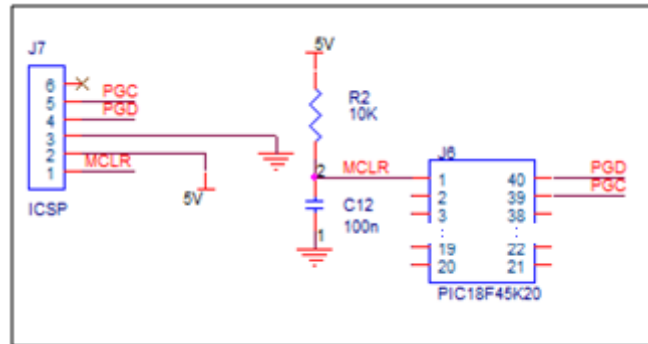 J7
6
5 PGC
4 PGD
3
2
1 MCLR
5V
ICSP
5V
R2
10K
2 MCLR
C12
100n
1
J6
1 40 PGD
2 39 PGC
3 38
19 22
20 21
PIC18F45K20